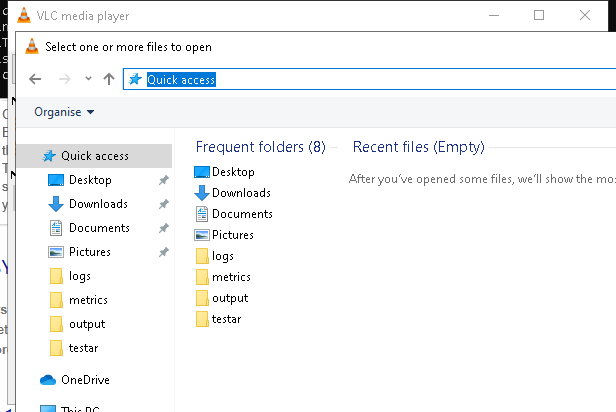 VLC media player
Select one or more files to open
Quick access
Organise
Quick access
Desktop
Downloads
Documents
Pictures
logs
metrics
output
testar
OneDrive
This PC
Frequent folders (8)
Desktop
Downloads
Documents
Pictures
logs
metrics
output
testar
Recent files (Empty)
After you've opened some files, we'll show the mos